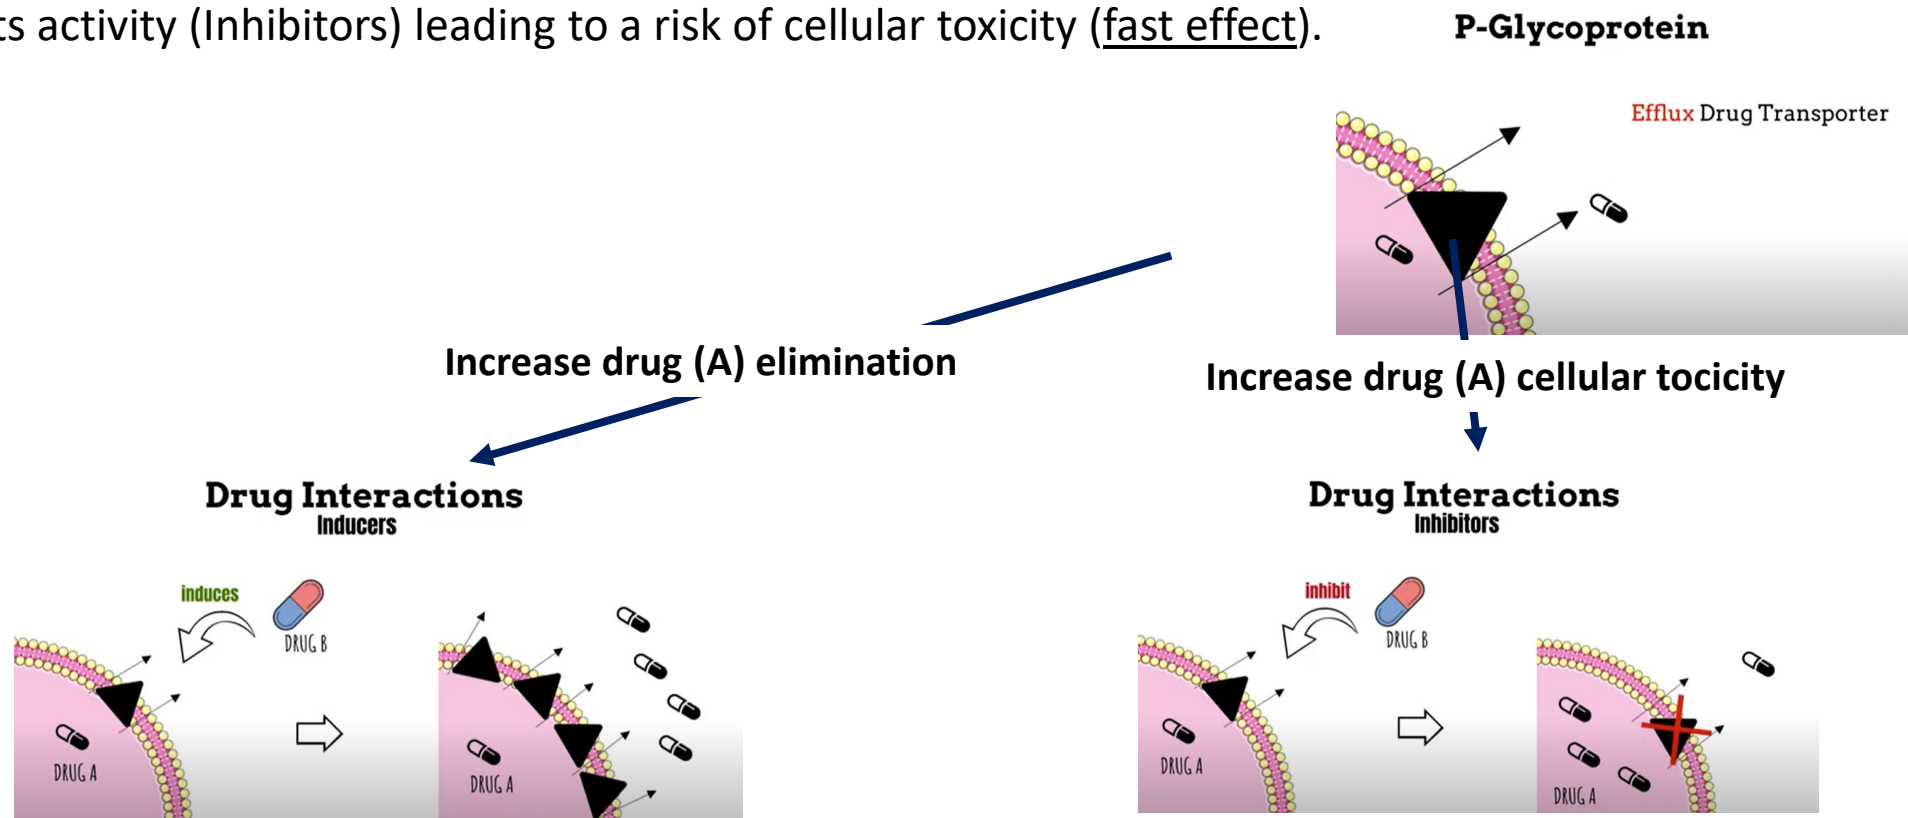 ts activity (Inhibitors) leading to a risk of cellular toxicity (fast effect).
P-Glycoprotein
Efflux Drug Transporter
Increase drug (A) elimination
Increase drug (A) cellular tocicity
Drug Interactions
Inducers
induces
DRUG B
DRUG A
DRUG A
Drug Interactions
Inhibitors
inhibit
DRUG B
DRUG A
DRUG A